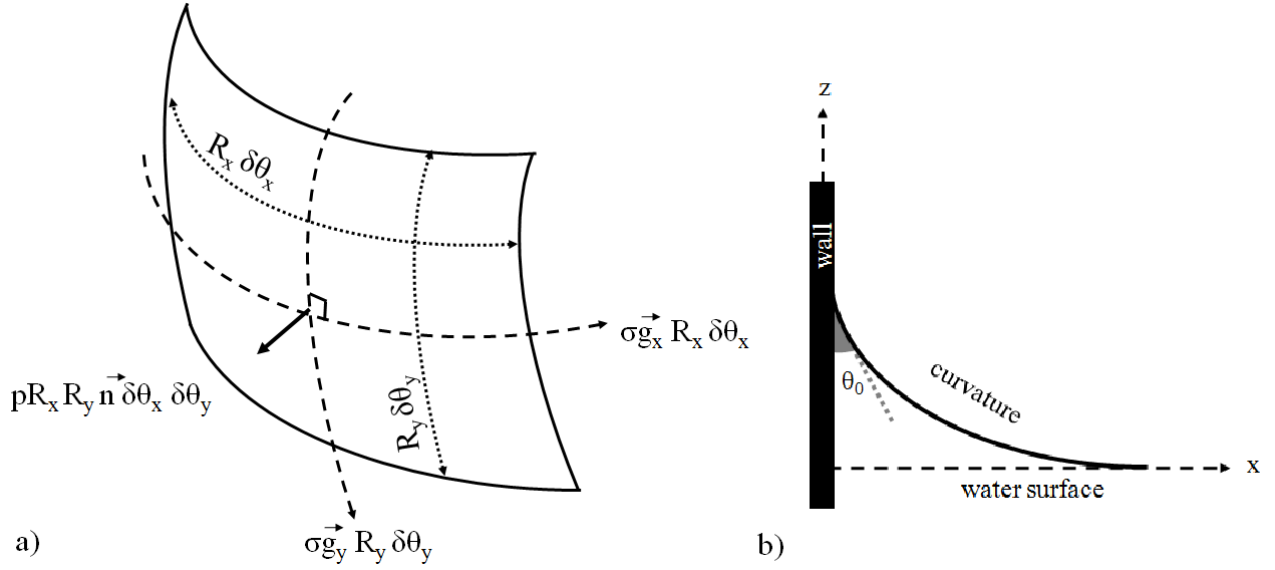 R_x δθ_x
R_y δθ_y
σg⃗_x R_x δθ_x
pR_x R_y n⃗ δθ_x δθ_y
σg⃗_y R_y δθ_y
a)
z
wall
θ_0
curvature
x
water surface
b)